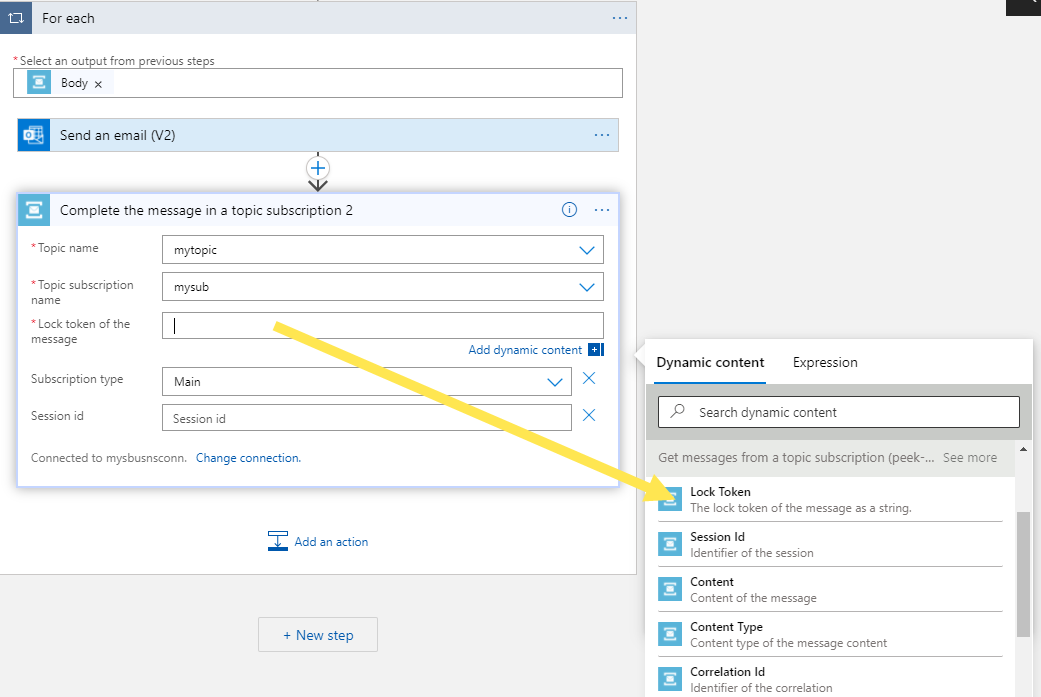 For each
...
* Select an output from previous steps
Body ×
Send an email (V2)
...
Complete the message in a topic subscription 2
...
* Topic name
mytopic
* Topic subscription
name
mysub
* Lock token of the
message
Add dynamic content
Subscription type
Main
Session id
Session id
Connected to mysbusnsconn. Change connection.
Add an action
+ New step
Dynamic content
Expression
Search dynamic content
Get messages from a topic subscription (peek-... See more
Lock Token
The lock token of the message as a string.
Session Id
Identifier of the session
Content
Content of the message
Content Type
Content type of the message content
Correlation Id
Identifier of the correlation